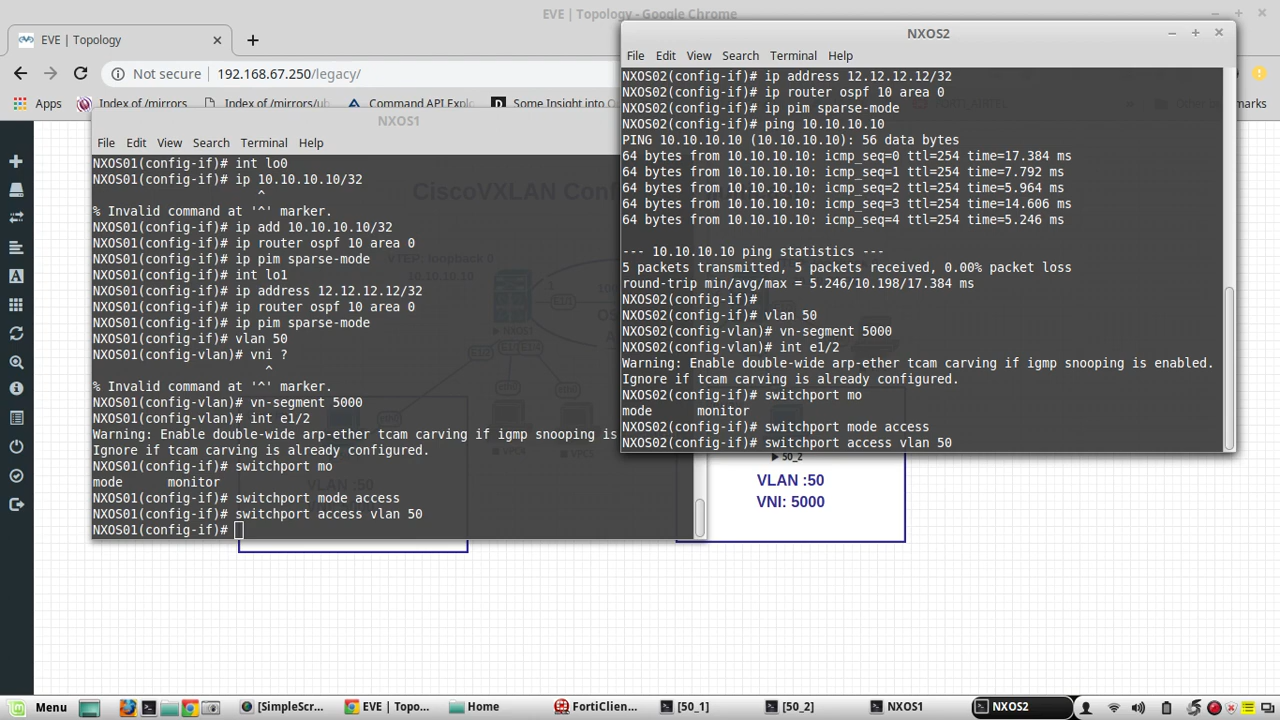 EVE | Topology - Google Chrome
EVE | Topology
Not secure
192.168.67.250/legacy/
Apps
Index of /mirrors/
Index of /mirrors/ub
Command API Explo
Some Insight into O
NXOS1
File Edit View Search Terminal Help
NXOS01(config-if)# int lo0
NXOS01(config-if)# ip 10.10.10.10/32
^
% Invalid command at '^' marker.
NXOS01(config-if)# ip add 10.10.10.10/32
NXOS01(config-if)# ip router ospf 10 area 0
NXOS01(config-if)# ip pim sparse-mode
NXOS01(config-if)# int lo1
NXOS01(config-if)# ip address 12.12.12.12/32
NXOS01(config-if)# ip router ospf 10 area 0
NXOS01(config-if)# ip pim sparse-mode
NXOS01(config-if)# vlan 50
NXOS01(config-vlan)# vni ?
^
% Invalid command at '^' marker.
NXOS01(config-vlan)# vn-segment 5000
NXOS01(config-vlan)# int e1/2
Warning: Enable double-wide arp-ether tcam carving if igmp snooping is
Ignore if tcam carving is already configured.
NXOS01(config-if)# switchport mo
mode monitor
NXOS01(config-if)# switchport mode access
NXOS01(config-if)# switchport access vlan 50
NXOS01(config-if)#
NXOS2
File Edit View Search Terminal Help
NXOS02(config-if)# ip address 12.12.12.12/32
NXOS02(config-if)# ip router ospf 10 area 0
NXOS02(config-if)# ip pim sparse-mode
NXOS02(config-if)# ping 10.10.10.10
PING 10.10.10.10 (10.10.10.10): 56 data bytes
64 bytes from 10.10.10.10: icmp_seq=0 ttl=254 time=17.384 ms
64 bytes from 10.10.10.10: icmp_seq=1 ttl=254 time=7.792 ms
64 bytes from 10.10.10.10: icmp_seq=2 ttl=254 time=5.964 ms
64 bytes from 10.10.10.10: icmp_seq=3 ttl=254 time=14.606 ms
64 bytes from 10.10.10.10: icmp_seq=4 ttl=254 time=5.246 ms
--- 10.10.10.10 ping statistics ---
5 packets transmitted, 5 packets received, 0.00% packet loss
round-trip min/avg/max = 5.246/10.198/17.384 ms
NXOS02(config-if)#
NXOS02(config-if)# vlan 50
NXOS02(config-vlan)# vn-segment 5000
NXOS02(config-vlan)# int e1/2
Warning: Enable double-wide arp-ether tcam carving if igmp snooping is enabled.
Ignore if tcam carving is already configured.
NXOS02(config-if)# switchport mo
mode monitor
NXOS02(config-if)# switchport mode access
NXOS02(config-if)# switchport access vlan 50
CiscoVXLAN Conf
VTEP: loopback 0
10.10.10.10
NXOS1
50_2
VLAN :50
VNI: 5000
VLAN :50
Menu
[SimpleScr...
EVE | Topo...
Home
FortiClien...
[50_1]
[50_2]
NXOS1
NXOS2